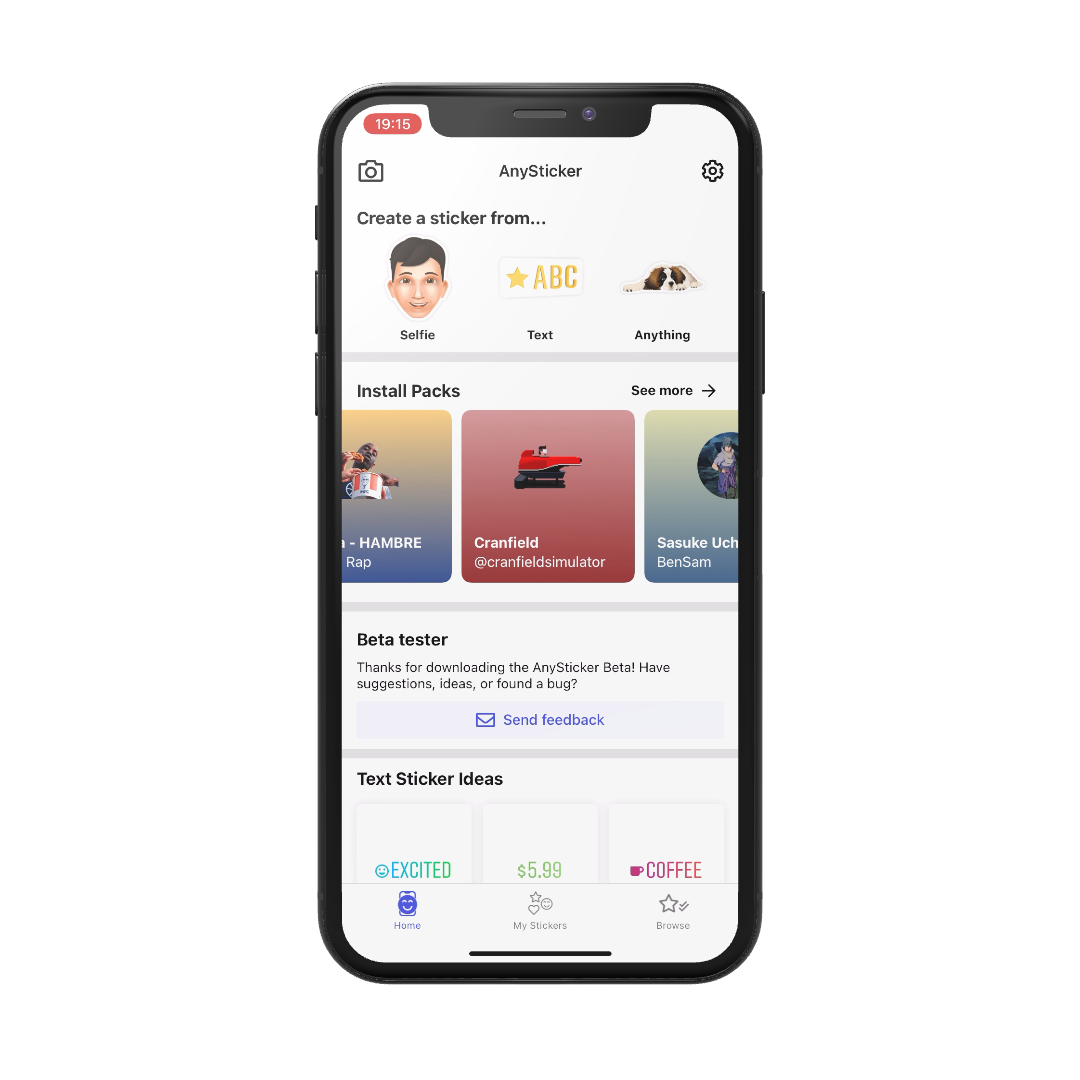 19:15
AnySticker
Create a sticker from...
ABC
Selfie
Text
Anything
Install Packs
See more
KFC
a - HAMBRE
Rap
Cranfield
@cranfieldsimulator
Sasuke Uch
BenSam
Beta tester
Thanks for downloading the AnySticker Beta! Have
suggestions, ideas, or found a bug?
Send feedback
Text Sticker Ideas
EXCITED
$5.99
COFFEE
Home
My Stickers
Browse